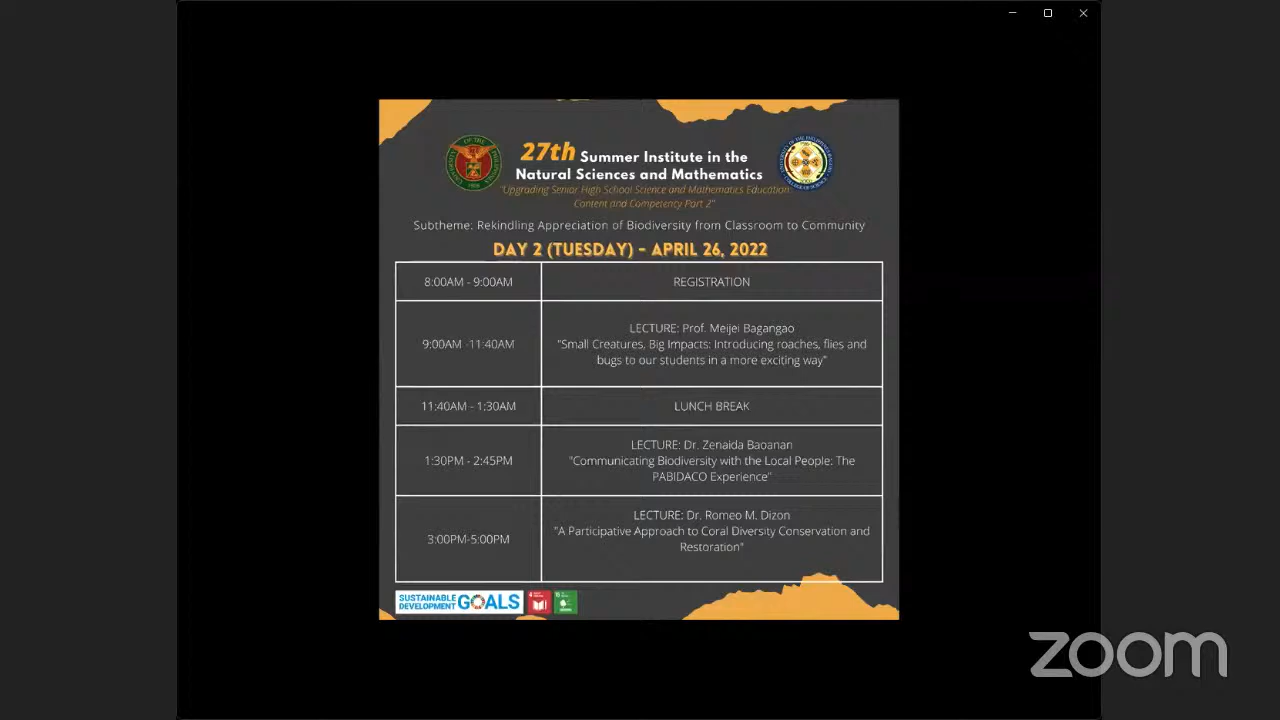 27th Summer Institute in the
Natural Sciences and Mathematics
"Upgrading Senior High School Science and Mathematics Education
Content and Competency Part 2"
Subtheme: Rekindling Appreciation of Biodiversity from Classroom to Community
DAY 2 (TUESDAY) - APRIL 26, 2022
8:00AM - 9:00AM
REGISTRATION
9:00AM -11:40AM
LECTURE: Prof. Meijei Bagangao
"Small Creatures, Big Impacts: Introducing roaches, flies and
bugs to our students in a more exciting way"
11:40AM - 1:30AM
LUNCH BREAK
1:30PM - 2:45PM
LECTURE: Dr. Zenaida Baoanan
"Communicating Biodiversity with the Local People: The
PABIDACO Experience"
3:00PM-5:00PM
LECTURE: Dr. Romeo M. Dizon
"A Participative Approach to Coral Diversity Conservation and
Restoration"
SUSTAINABLE
DEVELOPMENT GOALS
zoom